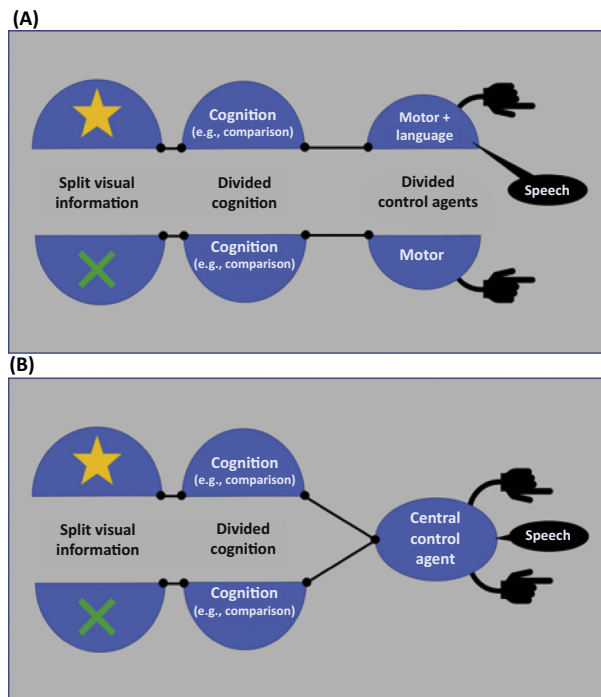 (A)
Cognition
(e.g., comparison)
Motor +
language
Split visual
information
Divided
cognition
Divided
control agents
Speech
Cognition
(e.g., comparison)
Motor
(B)
Cognition
(e.g., comparison)
Split visual
information
Divided
cognition
Central
control
agent
Speech
Cognition
(e.g., comparison)